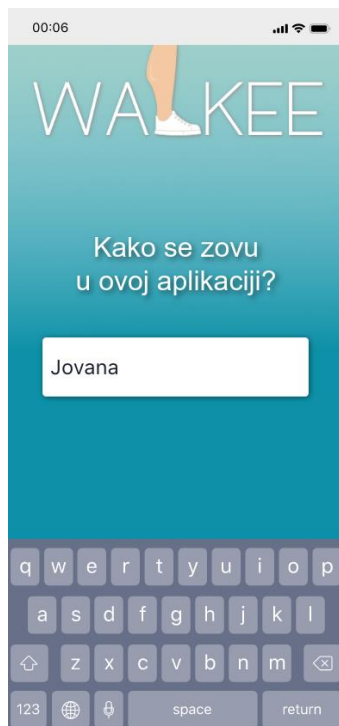 00:06
WALKEE
Kako se zovu
u ovoj aplikaciji?
Jovana
q w e r t y u i o p
a s d f g h j k l
z x c v b n m
123 space return